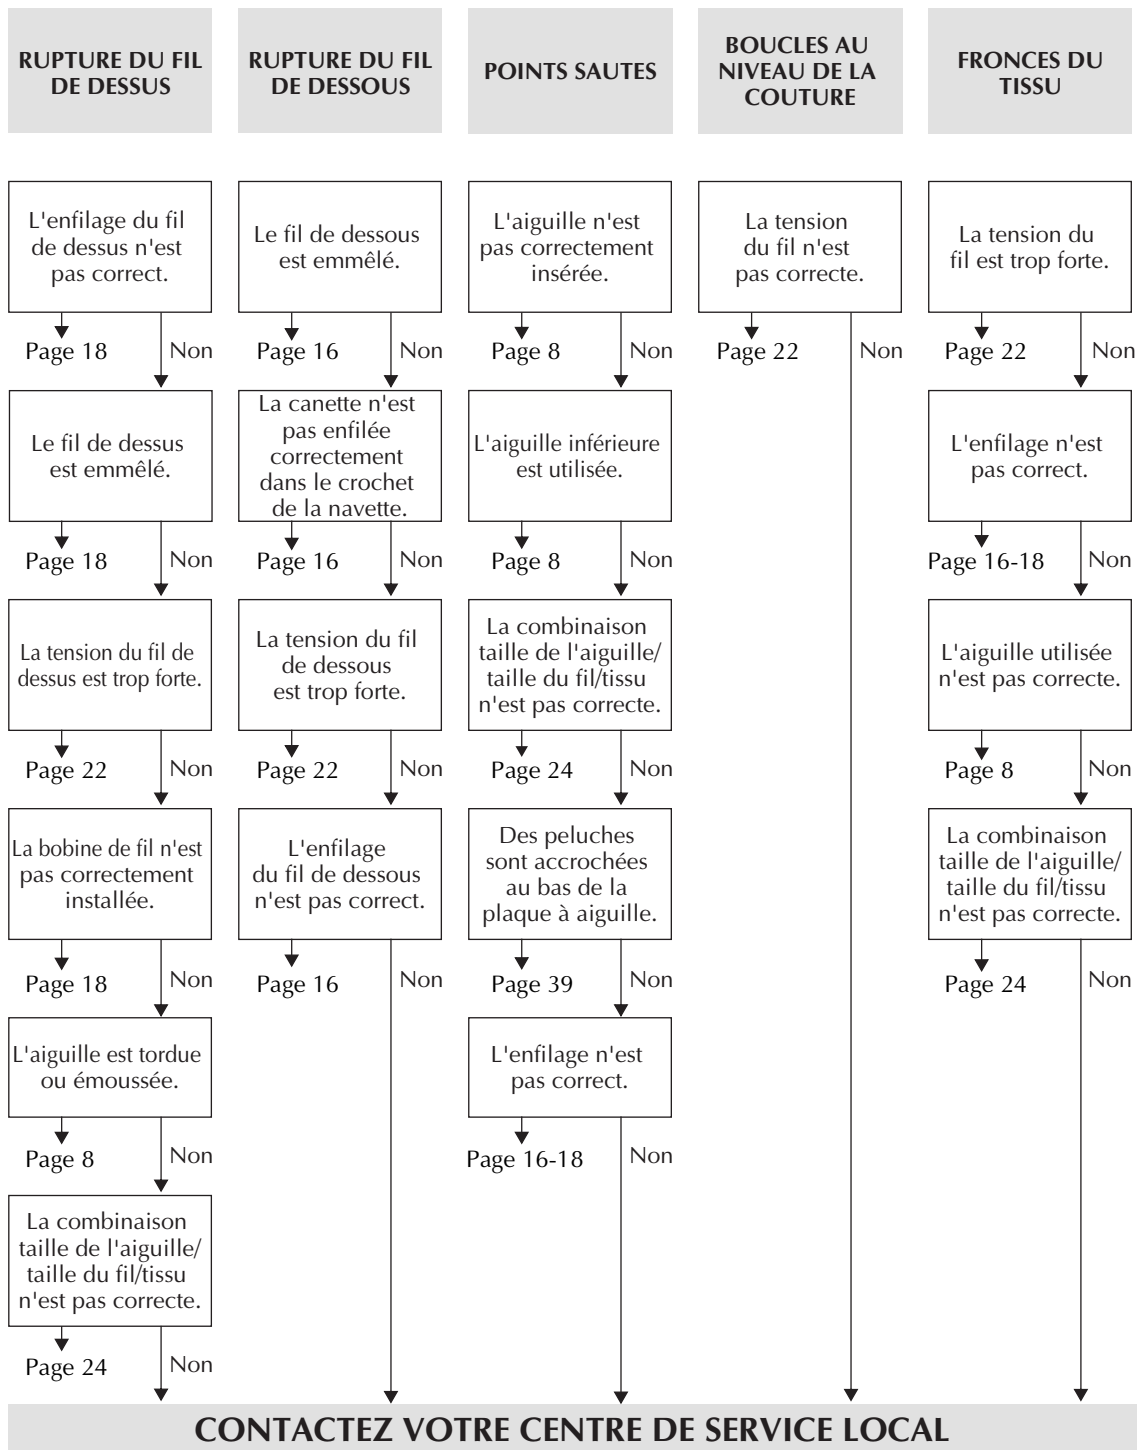 RUPTURE DU FIL
DE DESSUS
L'enfilage du fil
de dessus n'est
pas correct.
Page 18
Non
Le fil de dessus
est emmêlé.
Page 18
Non
La tension du fil de
dessus est trop forte.
Page 22
Non
La bobine de fil n'est
pas correctement
installée.
Page 18
Non
L'aiguille est tordue
ou émoussée.
Page 8
Non
La combinaison
taille de l'aiguille/
taille du fil/tissu
n'est pas correcte.
Page 24
Non
RUPTURE DU FIL
DE DESSOUS
Le fil de dessous
est emmêlé.
Page 16
Non
La canette n'est
pas enfilée
correctement
dans le crochet
de la navette.
Page 16
Non
La tension du fil
de dessous
est trop forte.
Page 22
Non
L'enfilage
du fil de dessous
n'est pas correct.
Page 16
Non
POINTS SAUTES
L'aiguille n'est
pas correctement
insérée.
Page 8
Non
L'aiguille inférieure
est utilisée.
Page 8
Non
La combinaison
taille de l'aiguille/
taille du fil/tissu
n'est pas correcte.
Page 24
Non
Des peluches
sont accrochées
au bas de la
plaque à aiguille.
Page 39
Non
L'enfilage n'est
pas correct.
Page 16-18
Non
BOUCLES AU
NIVEAU DE LA
COUTURE
La tension
du fil n'est
pas correcte.
Page 22
Non
FRONCES DU
TISSU
La tension du
fil est trop forte.
Page 22
Non
L'enfilage n'est
pas correct.
Page 16-18
Non
L'aiguille utilisée
n'est pas correcte.
Page 8
Non
La combinaison
taille de l'aiguille/
taille du fil/tissu
n'est pas correcte.
Page 24
Non
CONTACTEZ VOTRE CENTRE DE SERVICE LOCAL